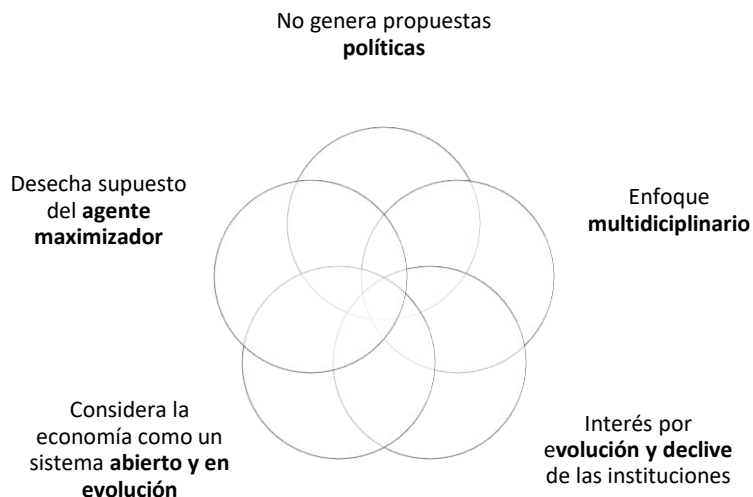 No genera propuestas
políticas
Desecha supuesto
del agente
maximizador
Enfoque
multidiciplinario
Considera la
economía como un
sistema abierto y en
evolución
Interés por
evolución y declive
de las instituciones